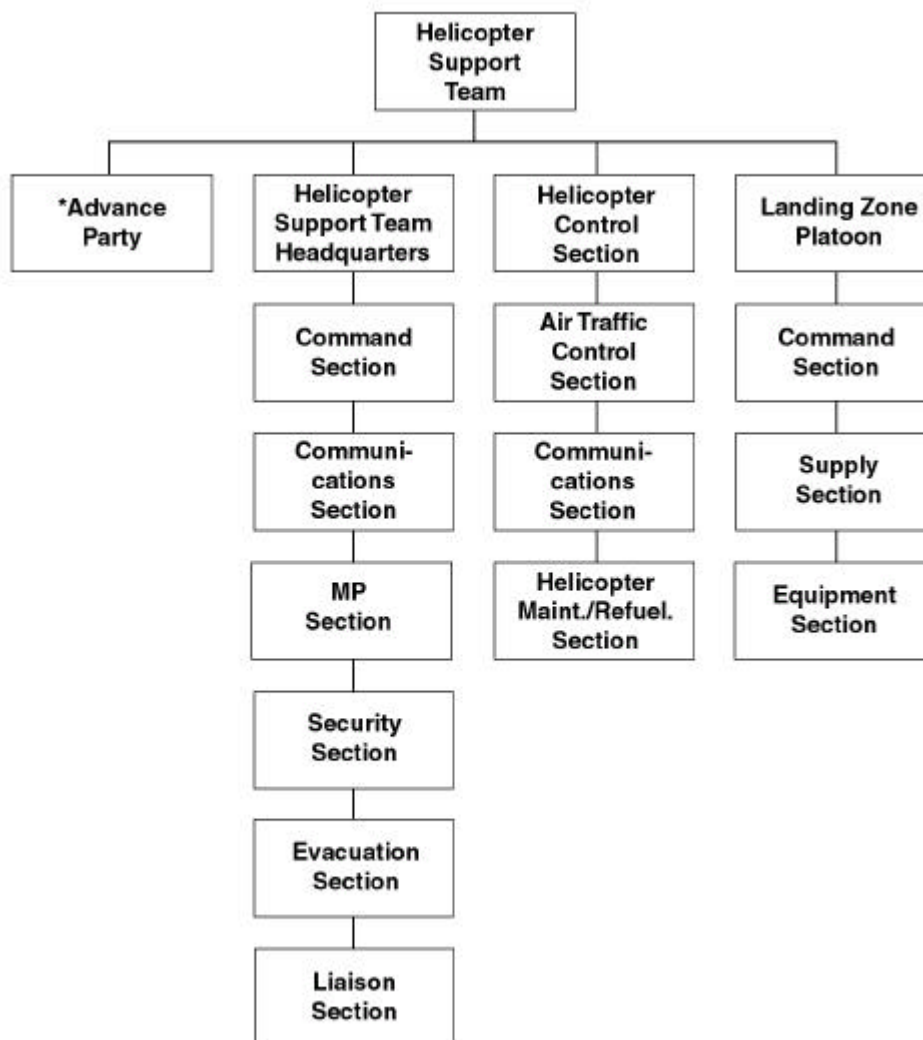 Helicopter
Support
Team
*Advance
Party
Helicopter
Support Team
Headquarters
Helicopter
Control
Section
Landing Zone
Platoon
Command
Section
Air Traffic
Control
Section
Command
Section
Communi-
cations
Section
Communi-
cations
Section
Supply
Section
MP
Section
Helicopter
Maint./Refuel.
Section
Equipment
Section
Security
Section
Evacuation
Section
Liaison
Section